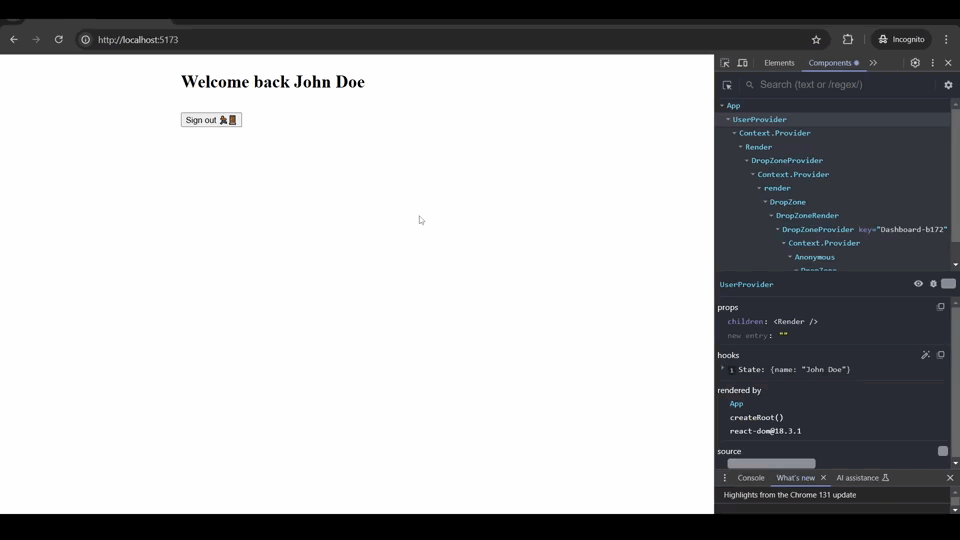 http://localhost:5173
Incognito
Welcome back John Doe
Sign out
Elements
Components
Search (text or /regex/)
App
UserProvider
Context.Provider
Render
DropZoneProvider
Context.Provider
render
DropZone
DropZoneRender
DropZoneProvider key="Dashboard-b172"
Context.Provider
Anonymous
DropZone
UserProvider
props
children: <Render />
new entry: ""
hooks
1 State: {name: "John Doe"}
rendered by
App
createRoot()
react-dom@18.3.1
source
Console What's new AI assistance
Highlights from the Chrome 131 update